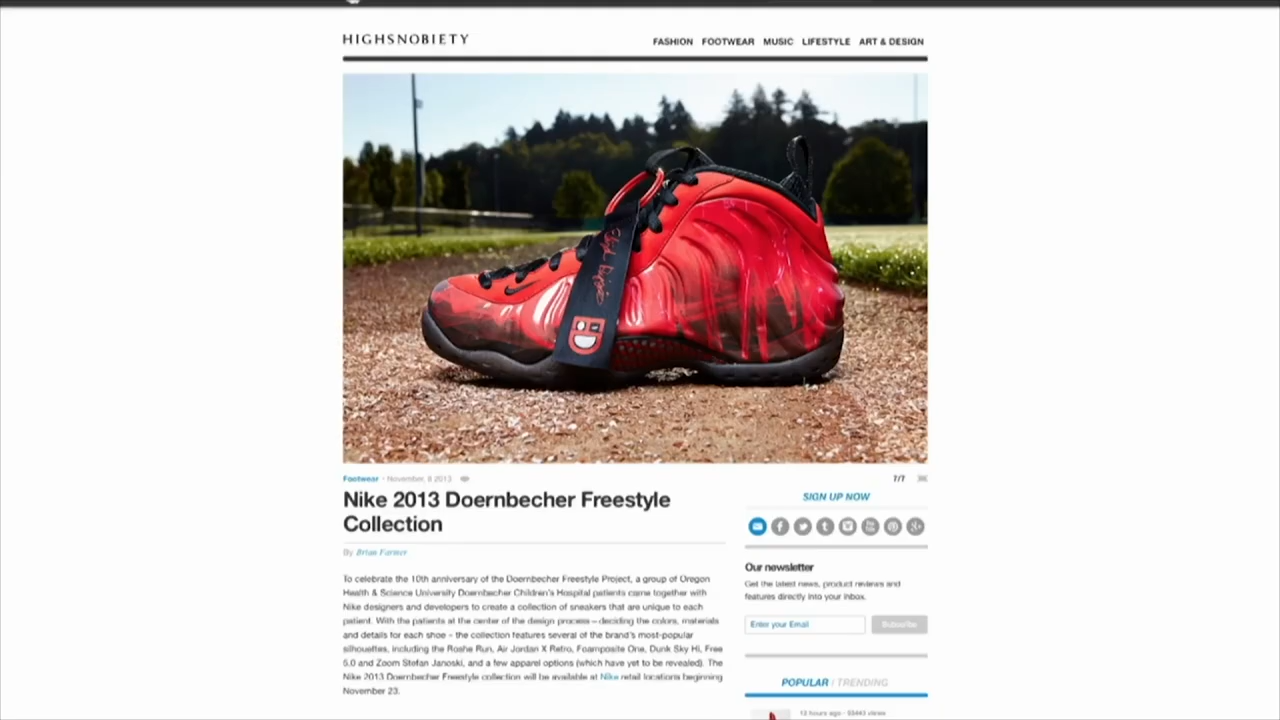 HIGHSNOBIETY
FASHION FOOTWEAR MUSIC LIFESTYLE ART & DESIGN
Footwear - November, 8 2013
7/7
Nike 2013 Doernbecher Freestyle
Collection
By Brian Farmer
To celebrate the 10th anniversary of the Doernbecher Freestyle Project, a group of Oregon
Health & Science University Doernbecher Children's Hospital patients came together with
Nike designers and developers to create a collection of sneakers that are unique to each
patient. With the patients at the center of the design process – deciding the colors, materials
and details for each shoe – the collection features several of the brand's most-popular
silhouettes, including the Roshe Run, Air Jordan X Retro, Foamposite One, Dunk Sky Hi, Free
5.0 and Zoom Stefan Janoski, and a few apparel options (which have yet to be revealed). The
Nike 2013 Doernbecher Freestyle collection will be available at Nike retail locations beginning
November 23.
SIGN UP NOW
Our newsletter
Get the latest news, product reviews and
features directly into your inbox.
Enter your Email Subscribe
POPULAR / TRENDING
13 hours ago - views